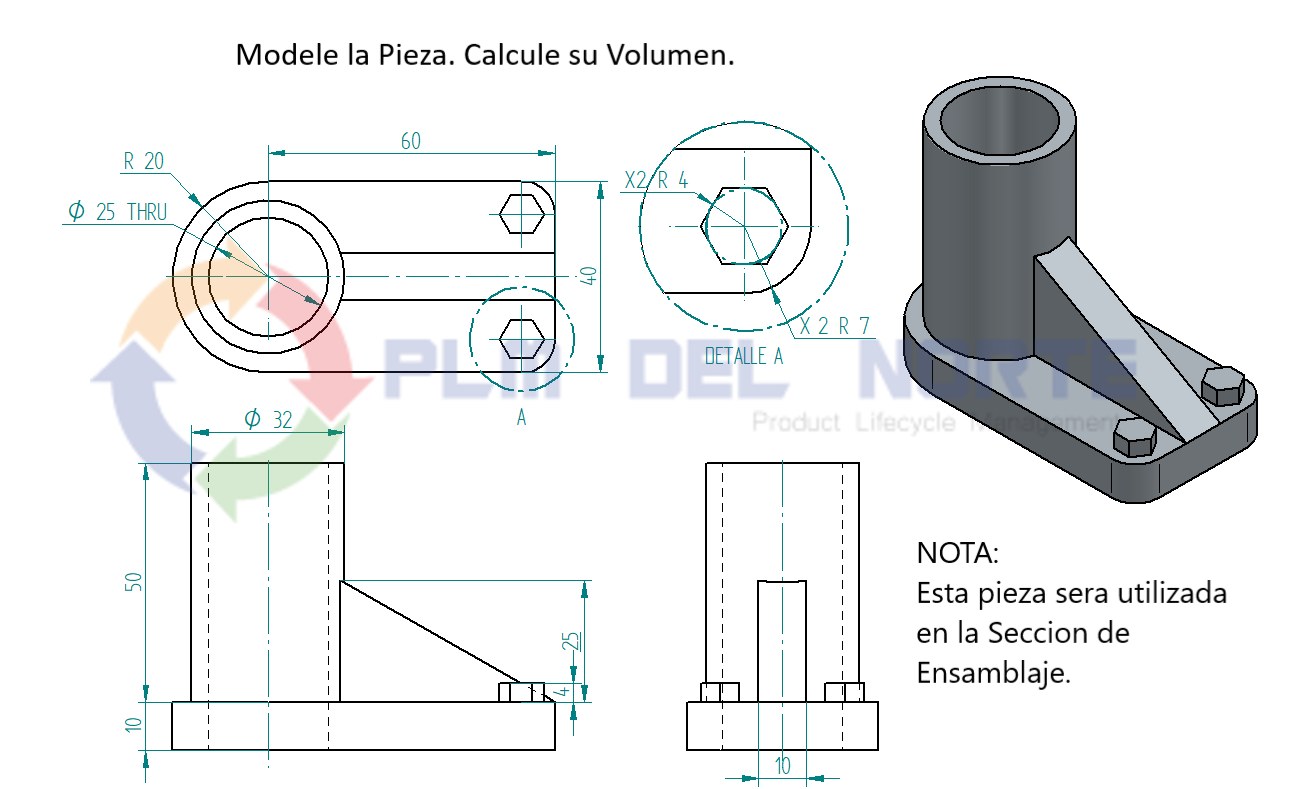 Modele la Pieza. Calcule su Volumen.
60
R 20
X2 R 4
ϕ 25 THRU
40
X 2 R 7
DETALLE A
PLM DEL NORTE
A
ϕ 32
Product Lifecycle Management
50
NOTA:
Esta pieza sera utilizada
en la Seccion de
Ensamblaje.
25
4
10
10